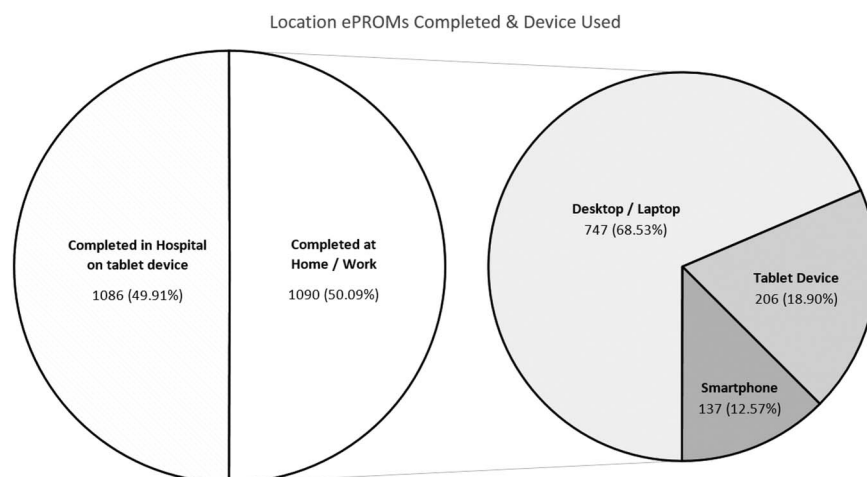 Location ePROMs Completed & Device Used
Completed in Hospital
on tablet device
1086 (49.91%)
Completed at
Home / Work
1090 (50.09%)
Desktop / Laptop
747 (68.53%)
Tablet Device
206 (18.90%)
Smartphone
137 (12.57%)